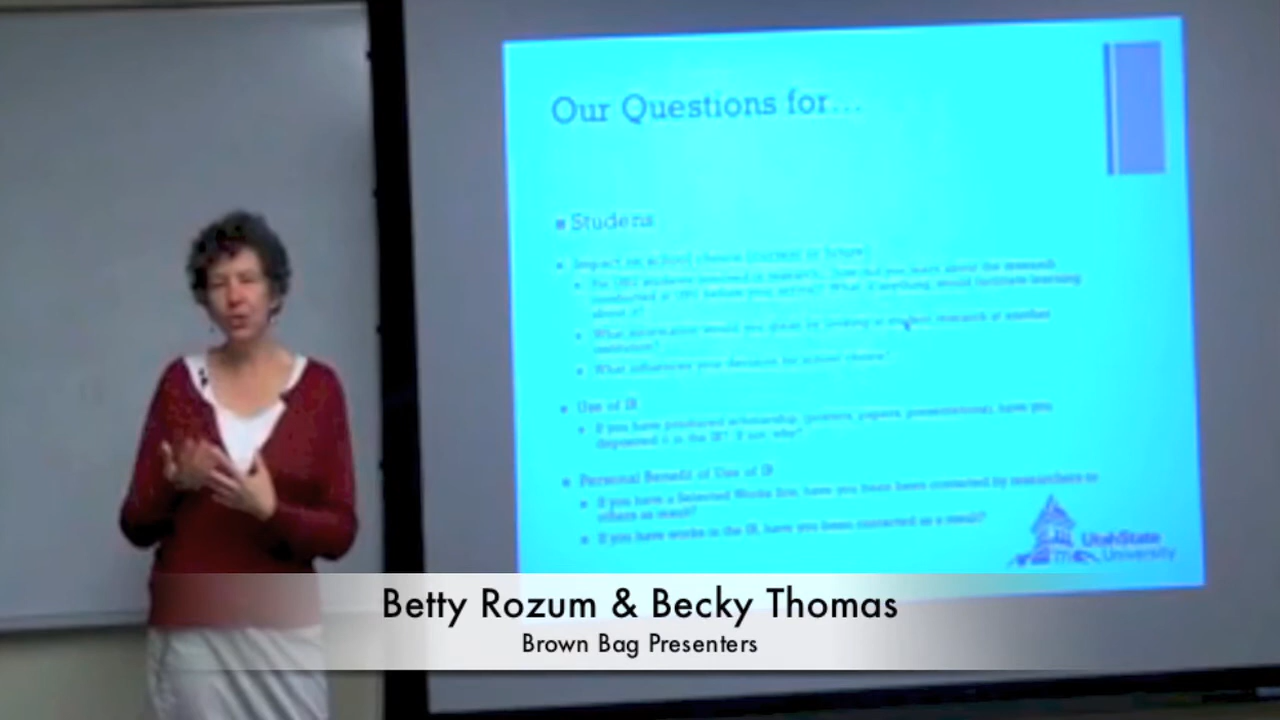 Our Questions for...
Studens
Impact on school choice (current or future)
For USU students involved in research, how did you learn about the research
conducted at USU before you arrived? What if anything, would facilitate learning
about it?
What information would you glean by looking at student research at another
institution?
What influences your decision for school choice?
Use of IR
If you have produced scholarship, (posters, papers, presentations), have you
deposited it in the IR? If not, why?
Personal Benefit of Use of IR
If you have a Selected Works Site, have you been contacted by researchers or
others as result?
If you have works in the IR, have you been contacted as a result?
UtahState
University
Betty Rozum & Becky Thomas
Brown Bag Presenters